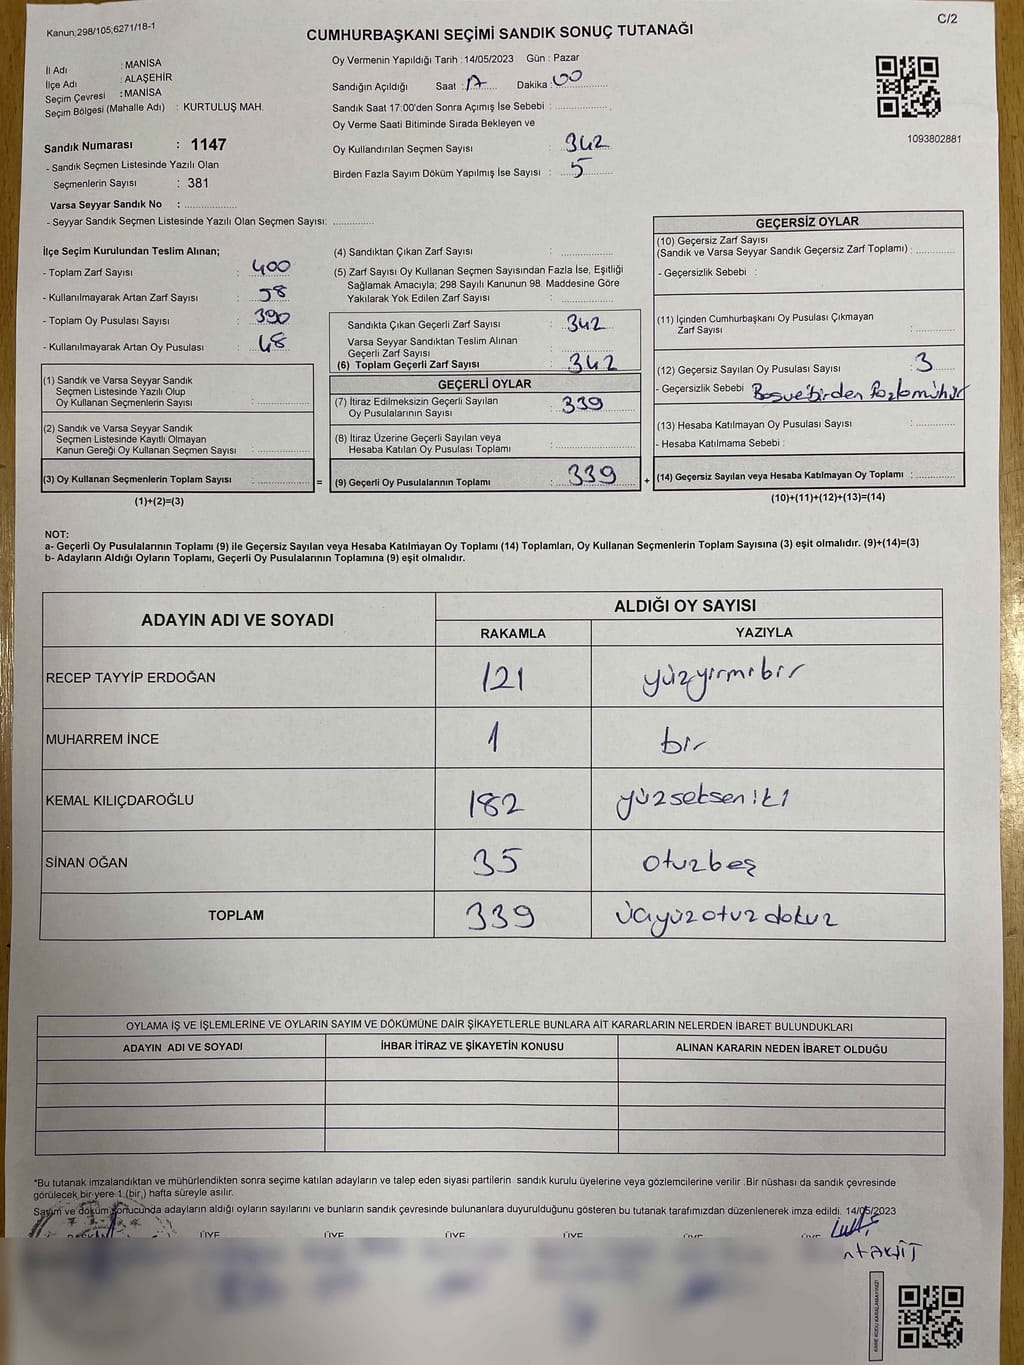 Kanun;298/105;6271/18-1
C/2
CUMHURBAŞKANI SEÇİMİ SANDIK SONUÇ TUTANAĞI
İl Adı : MANİSA
İlçe Adı : ALAŞEHİR
Seçim Çevresi : MANİSA
Seçim Bölgesi (Mahalle Adı) : KURTULUŞ MAH.
Sandık Numarası : 1147
- Sandık Seçmen Listesinde Yazılı Olan
Seçmenlerin Sayısı : 381
Varsa Seyyar Sandık No :
- Seyyar Sandık Seçmen Listesinde Yazılı Olan Seçmen Sayısı:
Oy Vermenin Yapıldığı Tarih : 14/05/2023 Gün : Pazar
Sandığın Açıldığı Saat : Dakika : 00
Sandık Saat 17:00'den Sonra Açımış İse Sebebi :
Oy Verme Saati Bitiminde Sırada Bekleyen ve
Oy Kullandırılan Seçmen Sayısı : 342
Birden Fazla Sayım Döküm Yapılmış İse Sayısı : 5
1093802881
İlçe Seçim Kurulundan Teslim Alınan;
- Toplam Zarf Sayısı : 400
- Kullanılmayarak Artan Zarf Sayısı : 58
- Toplam Oy Pusulası Sayısı : 390
- Kullanılmayarak Artan Oy Pusulası : 48
(1) Sandık ve Varsa Seyyar Sandık
Seçmen Listesinde Yazılı Olup
Oy Kullanan Seçmenlerin Sayısı :
(2) Sandık ve Varsa Seyyar Sandık
Seçmen Listesinde Kayıtlı Olmayan
Kanun Gereği Oy Kullanan Seçmen Sayısı :
(3) Oy Kullanan Seçmenlerin Toplam Sayısı : =
(1)+(2)=(3)
(4) Sandıktan Çıkan Zarf Sayısı :
(5) Zarf Sayısı Oy Kullanan Seçmen Sayısından Fazla İse, Eşitliği
Sağlamak Amacıyla; 298 Sayılı Kanunun 98. Maddesine Göre
Yakılarak Yok Edilen Zarf Sayısı :
Sandıkta Çıkan Geçerli Zarf Sayısı : 342
Varsa Seyyar Sandıktan Teslim Alınan
Geçerli Zarf Sayısı :
(6) Toplam Geçerli Zarf Sayısı : 342
GEÇERLİ OYLAR
(7) İtiraz Edilmeksizin Geçerli Sayılan
Oy Pusulalarının Sayısı : 339
(8) İtiraz Üzerine Geçerli Sayılan veya
Hesaba Katılan Oy Pusulası Toplamı :
(9) Geçerli Oy Pusulalarının Toplamı : 339 +
GEÇERSİZ OYLAR
(10) Geçersiz Zarf Sayısı
(Sandık ve Varsa Seyyar Sandık Geçersiz Zarf Toplamı) :
- Geçersizlik Sebebi :
(11) İçinden Cumhurbaşkanı Oy Pusulası Çıkmayan
Zarf Sayısı :
(12) Geçersiz Sayılan Oy Pusulası Sayısı : 3
- Geçersizlik Sebebi : Boş ve birden fazla mühür
(13) Hesaba Katılmayan Oy Pusulası Sayısı :
- Hesaba Katılmama Sebebi :
(14) Geçersiz Sayılan veya Hesaba Katılmayan Oy Toplamı :
(10)+(11)+(12)+(13)=(14)
NOT:
a- Geçerli Oy Pusulalarının Toplamı (9) ile Geçersiz Sayılan veya Hesaba Katılmayan Oy Toplamı (14) Toplamları, Oy Kullanan Seçmenlerin Toplam Sayısına (3) eşit olmalıdır. (9)+(14)=(3)
b- Adayların Aldığı Oyların Toplamı, Geçerli Oy Pusulalarının Toplamına (9) eşit olmalıdır.
ADAYIN ADI VE SOYADI
ALDIĞI OY SAYISI
RAKAMLA YAZIYLA
RECEP TAYYİP ERDOĞAN 121 yüzyirmibir
MUHARREM İNCE 1 bir
KEMAL KILIÇDAROĞLU 182 yüzsekseniki
SİNAN OĞAN 35 otuzbeş
TOPLAM 339 üçyüzotuzdokuz
OYLAMA İŞ VE İŞLEMLERİNE VE OYLARIN SAYIM VE DÖKÜMÜNE DAİR ŞİKAYETLERLE BUNLARA AİT KARARLARIN NELERDEN İBARET BULUNDUKLARI
ADAYIN ADI VE SOYADI İHBAR İTİRAZ VE ŞİKAYETİN KONUSU ALINAN KARARIN NEDEN İBARET OLDUĞU
*Bu tutanak imzalandıktan ve mühürlendikten sonra seçime katılan adayların ve talep eden siyasi partilerin sandık kurulu üyelerine veya gözlemcilerine verilir .Bir nüshası da sandık çevresinde
görülecek bir yere 1 (bir) hafta süreyle asılır.
Sayım ve döküm sonucunda adayların aldığı oyların sayılarını ve bunların sandık çevresinde bulunanlara duyurulduğunu gösteren bu tutanak tarafımızdan düzenlenerek imza edildi. 14/05/2023
ÜYE ÜYE ÜYE ÜYE ÜYE ÜYE
KARE KODU KARALAMAYINIZ!